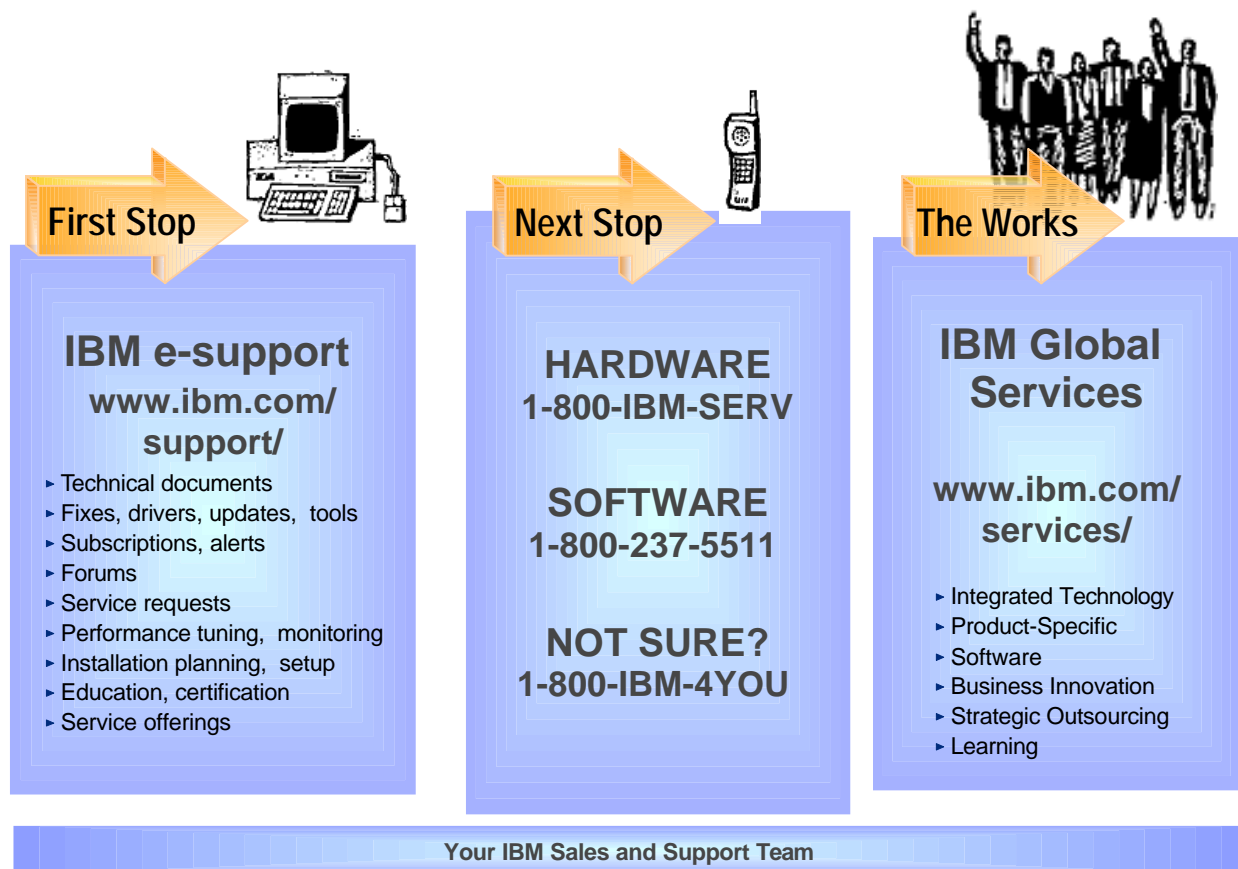 First Stop
IBM e-support
www.ibm.com/
support/
► Technical documents
► Fixes, drivers, updates, tools
► Subscriptions, alerts
► Forums
► Service requests
► Performance tuning, monitoring
► Installation planning, setup
► Education, certification
► Service offerings
Next Stop
HARDWARE
1-800-IBM-SERV
SOFTWARE
1-800-237-5511
NOT SURE?
1-800-IBM-4YOU
The Works
IBM Global
Services
www.ibm.com/
services/
► Integrated Technology
► Product-Specific
► Software
► Business Innovation
► Strategic Outsourcing
► Learning
Your IBM Sales and Support Team